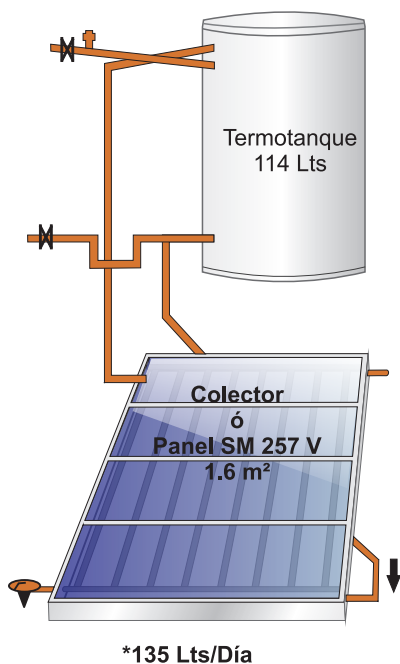 Termotanque
114 Lts
Colector
ó
Panel SM 257 V
1.6 m²
*135 Lts/Día